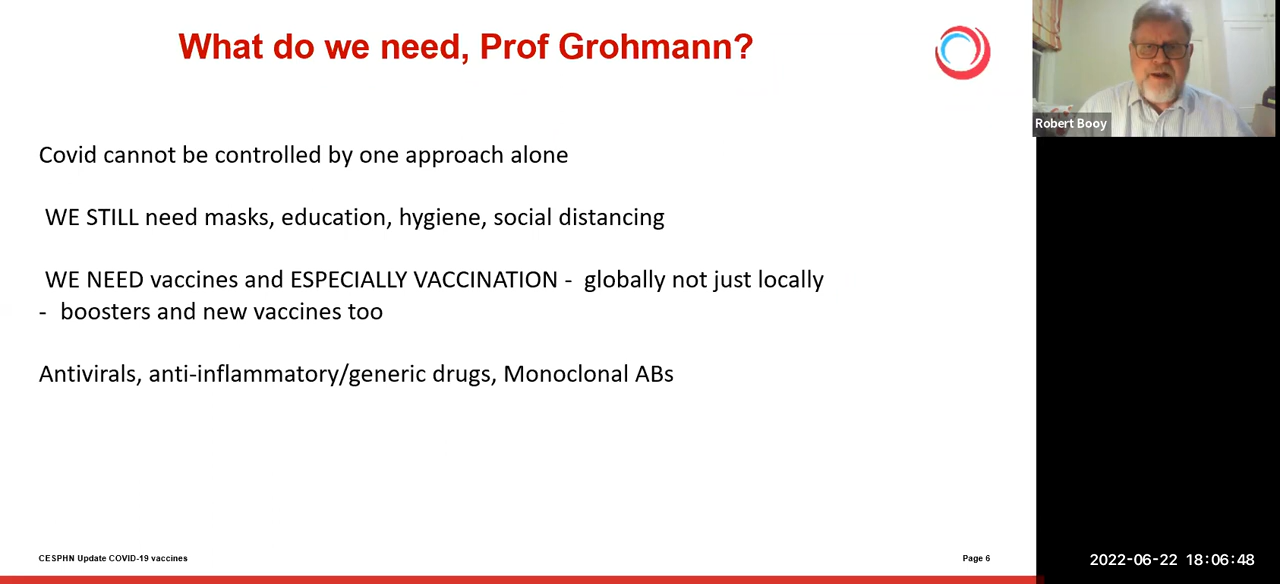 What do we need, Prof Grohmann?
Robert Booy
Covid cannot be controlled by one approach alone
WE STILL need masks, education, hygiene, social distancing
WE NEED vaccines and ESPECIALLY VACCINATION - globally not just locally
- boosters and new vaccines too
Antivirals, anti-inflammatory/generic drugs, Monoclonal ABs
CESPHN Update COVID-19 vaccines
Page 6
2022-06-22 18:06:48